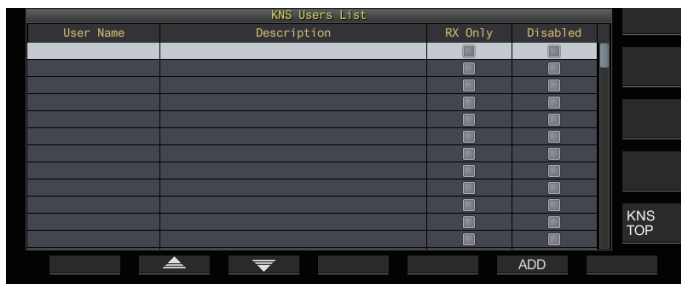 KNS Users List
User Name Description RX Only Disabled
KNS
TOP
ADD